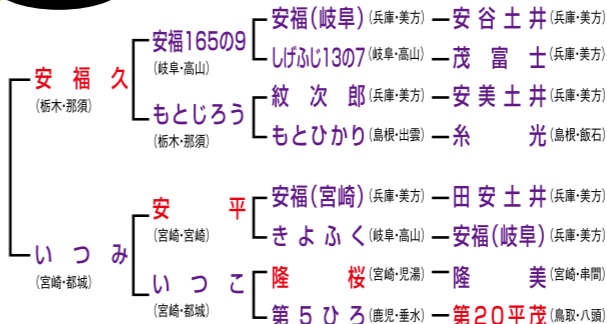 安福(岐阜)(兵庫・美方) 安谷土井(兵庫・美方)
安福165の9
(岐阜・高山)
しげふじ13の7(岐阜・高山) 茂富士(兵庫・美方)
安福久
(栃木・那須)
紋次郎(兵庫・美方) 安美土井(兵庫・美方)
もとじろう
(栃木・那須)
もとひかり(島根・出雲) 糸光(島根・飯石)
安福(宮崎)(兵庫・美方) 田安土井(兵庫・美方)
安平
(宮崎・宮崎)
きよふく(岐阜・高山) 安福(岐阜)(兵庫・美方)
いつみ
(宮崎・都城)
隆桜(宮崎・児湯) 隆美(宮崎・串間)
いつこ
(宮崎・都城)
第5ひろ(鹿児・垂水) 第20平茂(鳥取・八頭)